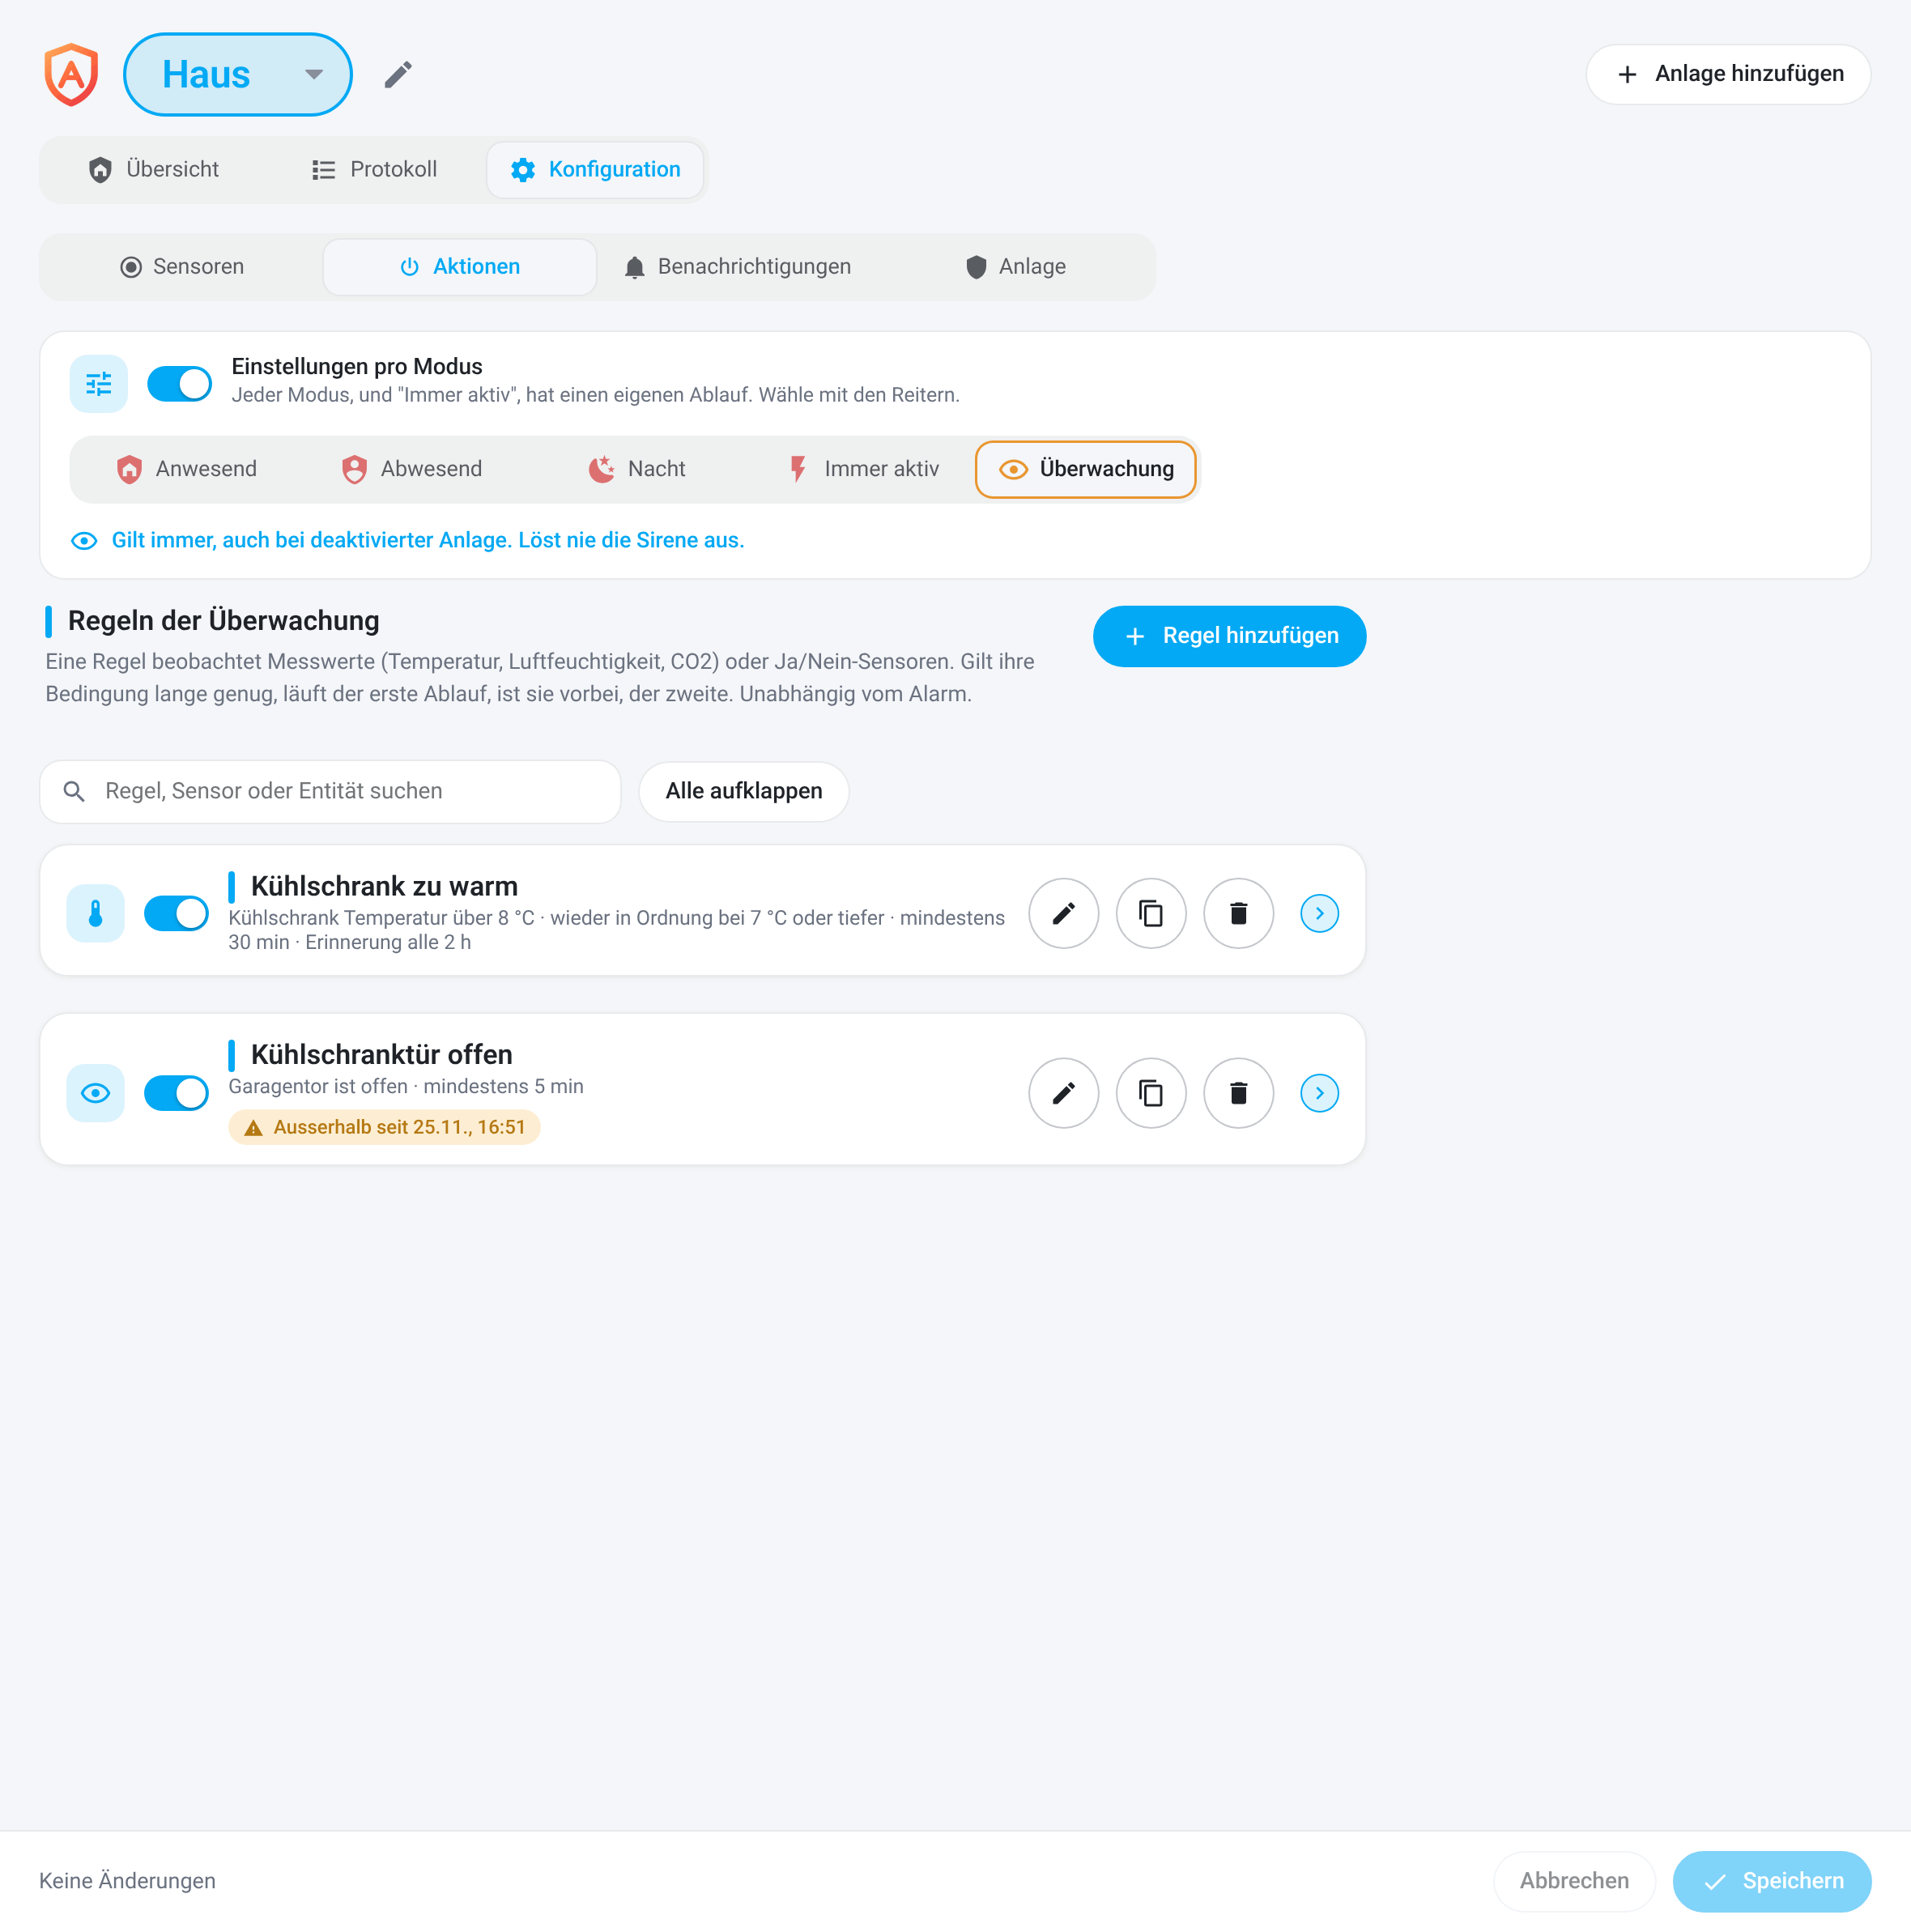 Haus
Anlage hinzufügen
Übersicht
Protokoll
Konfiguration
Sensoren
Aktionen
Benachrichtigungen
Anlage
Einstellungen pro Modus
Jeder Modus, und "Immer aktiv", hat einen eigenen Ablauf. Wähle mit den Reitern.
Anwesend
Abwesend
Nacht
Immer aktiv
Überwachung
Gilt immer, auch bei deaktivierter Anlage. Löst nie die Sirene aus.
Regeln der Überwachung
Regel hinzufügen
Eine Regel beobachtet Messwerte (Temperatur, Luftfeuchtigkeit, CO2) oder Ja/Nein-Sensoren. Gilt ihre
Bedingung lange genug, läuft der erste Ablauf, ist sie vorbei, der zweite. Unabhängig vom Alarm.
Regel, Sensor oder Entität suchen
Alle aufklappen
Kühlschrank zu warm
Kühlschrank Temperatur über 8 °C · wieder in Ordnung bei 7 °C oder tiefer · mindestens
30 min · Erinnerung alle 2 h
Kühlschranktür offen
Garagentor ist offen · mindestens 5 min
Ausserhalb seit 25.11., 16:51
Keine Änderungen
Abbrechen
Speichern